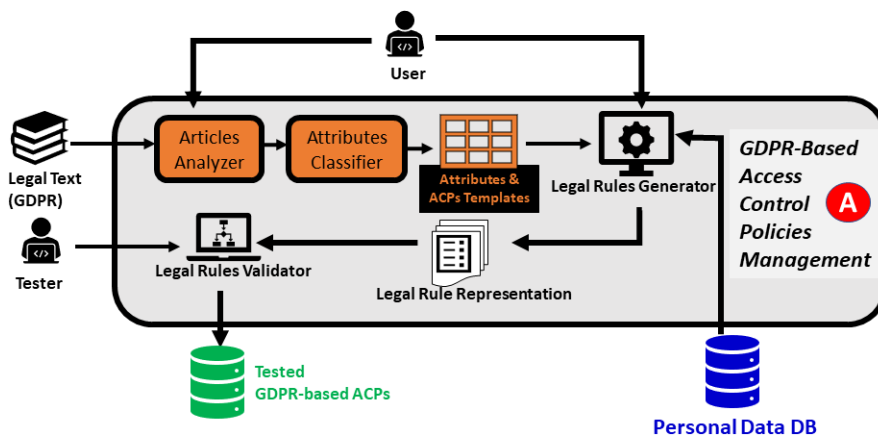 User
Articles
Analyzer
Attributes
Classifier
Attributes &
ACPs Templates
Legal Rules Generator
GDPR-Based
Access
Control
Policies
Management
A
Legal Text
(GDPR)
Tester
Legal Rules Validator
Legal Rule Representation
Tested
GDPR-based ACPs
Personal Data DB